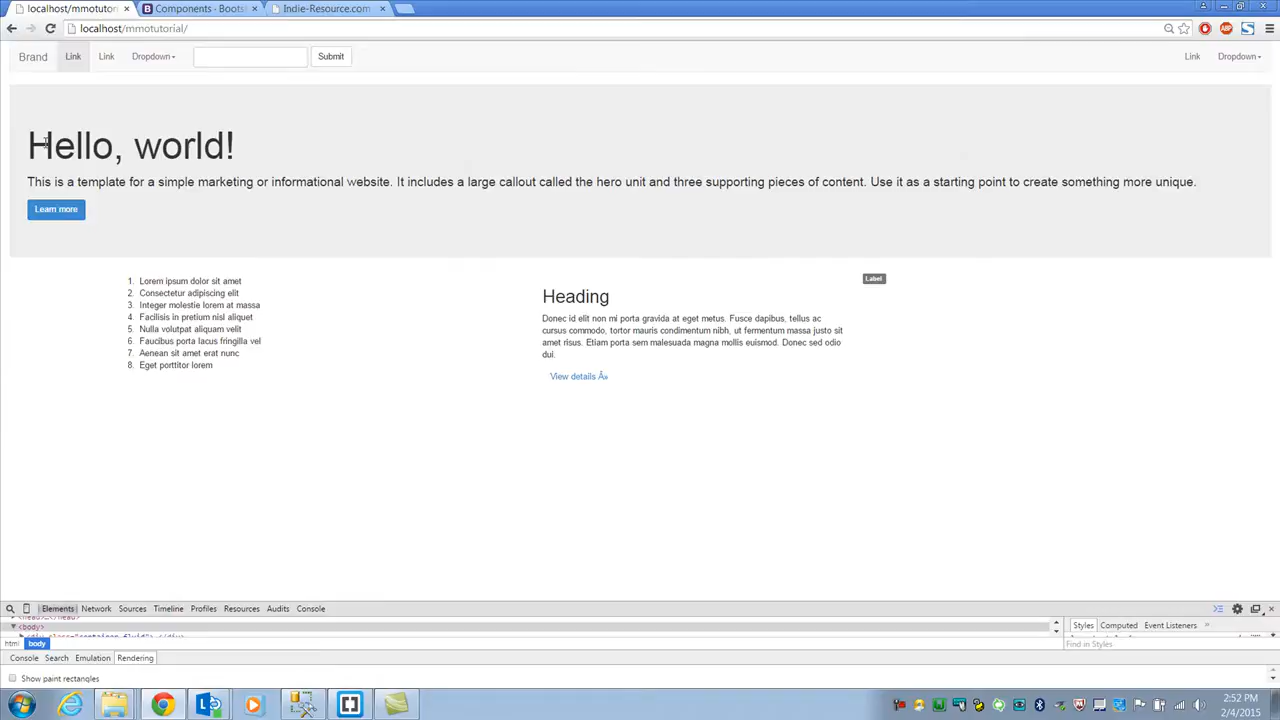 localhost/mmotutor
Components · Boots
Indie-Resource.com
localhost/mmotutorial/
Brand Link Link Dropdown Submit Link Dropdown
Hello, world!
This is a template for a simple marketing or informational website. It includes a large callout called the hero unit and three supporting pieces of content. Use it as a starting point to create something more unique.
Learn more
1. Lorem ipsum dolor sit amet
2. Consectetur adipiscing elit
3. Integer molestie lorem at massa
4. Facilisis in pretium nisl aliquet
5. Nulla volutpat aliquam velit
6. Faucibus porta lacus fringilla vel
7. Aenean sit amet erat nunc
8. Eget porttitor lorem
Heading
Donec id elit non mi porta gravida at eget metus. Fusce dapibus, tellus ac
cursus commodo, tortor mauris condimentum nibh, ut fermentum massa justo sit
amet risus. Etiam porta sem malesuada magna mollis euismod. Donec sed odio
dui.
View details Â»
Label
Elements Network Sources Timeline Profiles Resources Audits Console
<body>
Styles Computed Event Listeners »
html body
Find in Styles
Console Search Emulation Rendering
Show paint rectangles
2:52 PM
2/4/2015